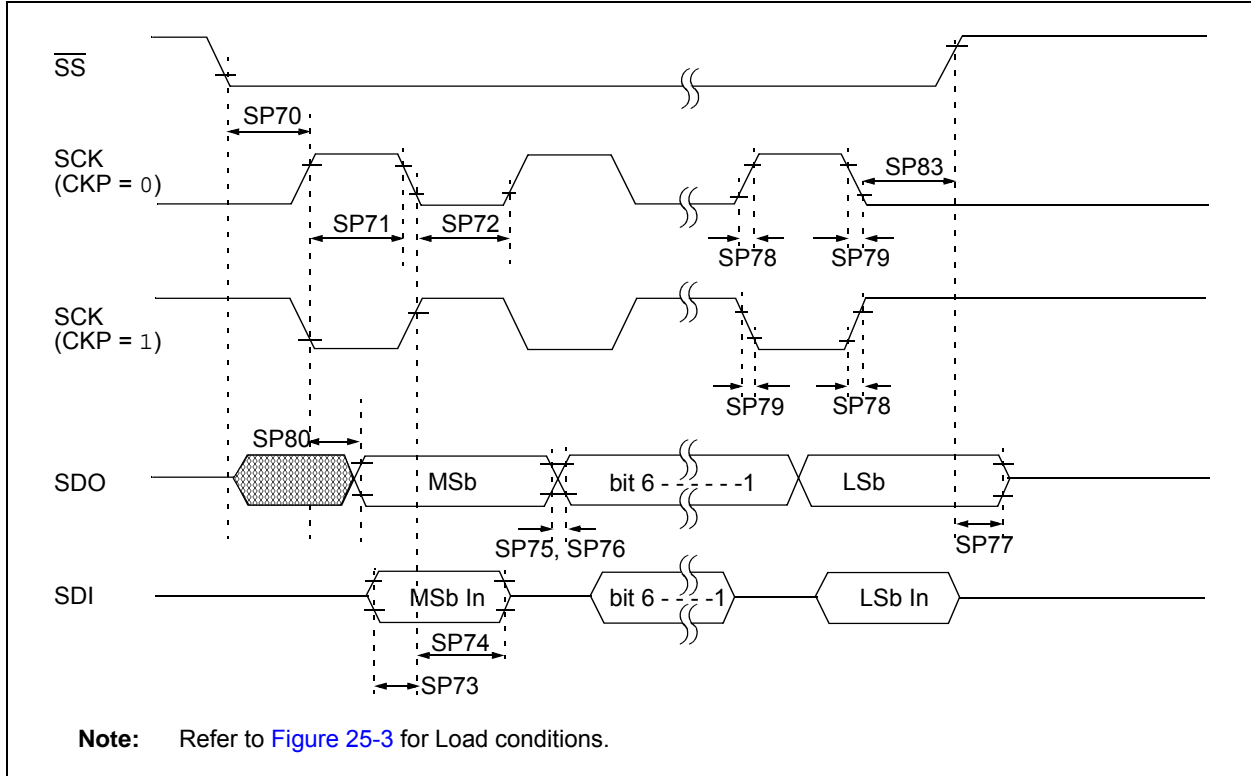 SS
SP70
SCK
(CKP = 0)
SP83
SP71
SP72
SP78
SP79
SCK
(CKP = 1)
SP79
SP78
SP80
SDO
MSb
bit 6 - - - - - -1
LSb
SP75, SP76
SP77
SDI
MSb In
bit 6 - - - -1
LSb In
SP74
SP73
Note: Refer to Figure 25-3 for Load conditions.